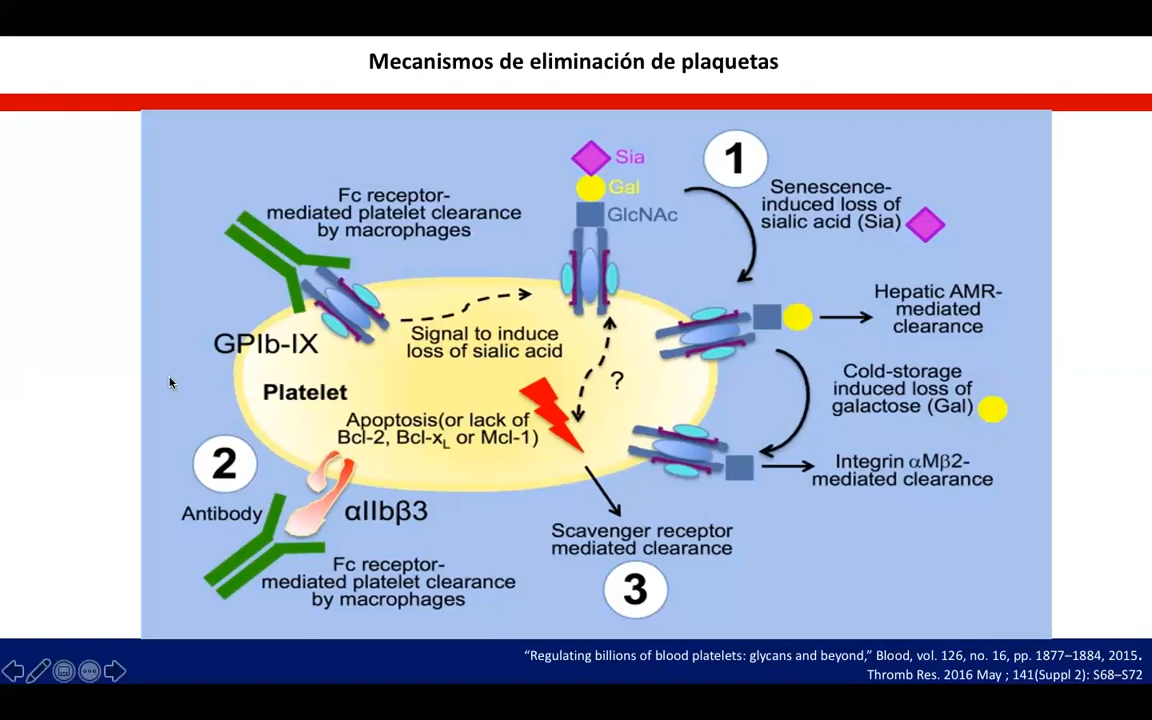 Mecanismos de eliminación de plaquetas
Sia
Gal
GlcNAc
1
Senescence-
induced loss of
sialic acid (Sia)
Fc receptor-
mediated platelet clearance
by macrophages
Hepatic AMR-
mediated
clearance
GPIb-IX
Signal to induce
loss of sialic acid
Platelet
?
Cold-storage
induced loss of
galactose (Gal)
Apoptosis(or lack of
Bcl-2, Bcl-xL or Mcl-1)
2
Integrin αMβ2-
mediated clearance
Antibody
αIIbβ3
Scavenger receptor
mediated clearance
3
Fc receptor-
mediated platelet clearance
by macrophages
“Regulating billions of blood platelets: glycans and beyond,” Blood, vol. 126, no. 16, pp. 1877–1884, 2015.
Thromb Res. 2016 May ; 141(Suppl 2): S68–S72